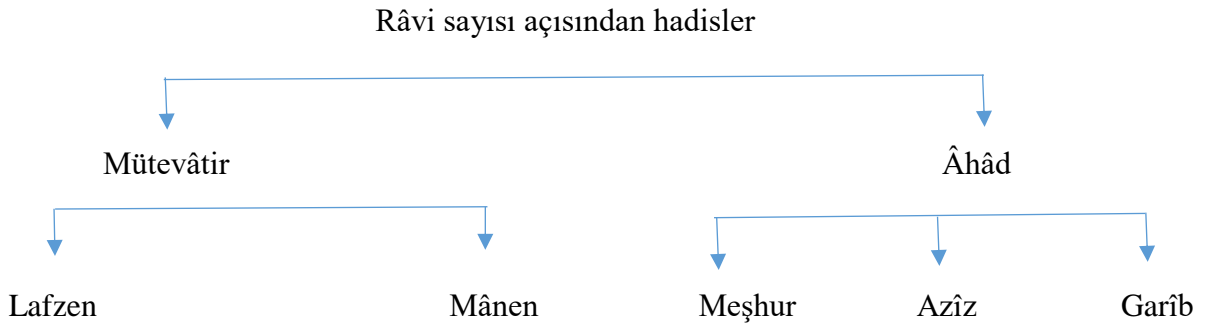 Râvi sayısı açısından hadisler
Mütevâtir Âhâd
Lafzen Mânen Meşhur Azîz Garîb